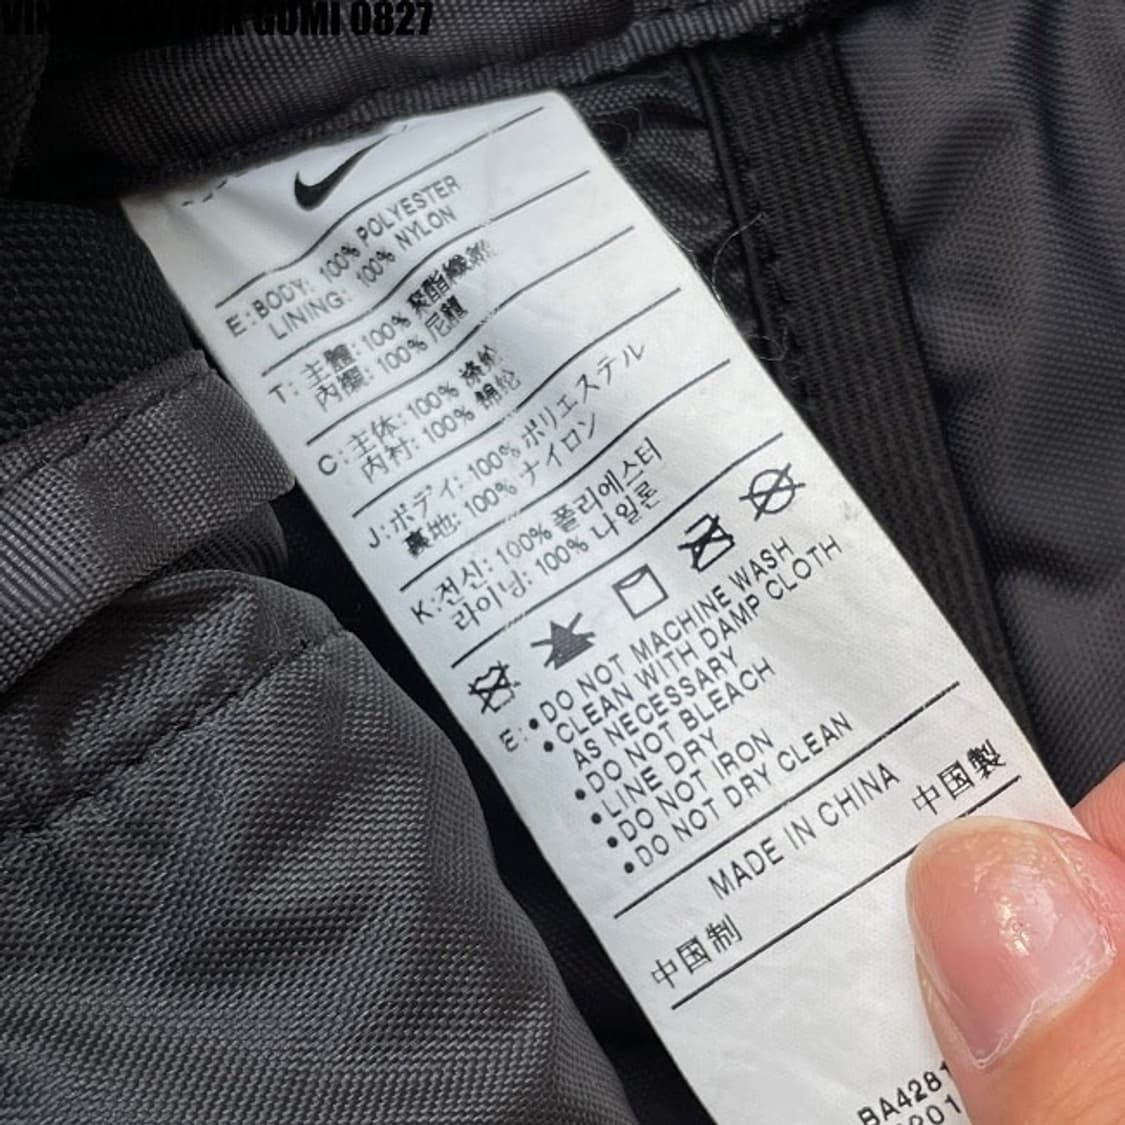 GUMI 0827
E: BODY: 100% POLYESTER
LINING: 100% NYLON
T: 主體: 100% 聚酯纖維
內襯: 100% 尼龍
C: 主体: 100% 涤纶
内衬: 100% 锦纶
J: ボディ: 100% ポリエステル
裏地: 100% ナイロン
K: 전신: 100% 폴리에스터
라이닝: 100% 나일론
E: •DO NOT MACHINE WASH
•CLEAN WITH DAMP CLOTH
AS NECESSARY
•DO NOT BLEACH
•LINE DRY
•DO NOT IRON
•DO NOT DRY CLEAN
MADE IN CHINA 中国製
中国制
BA4281